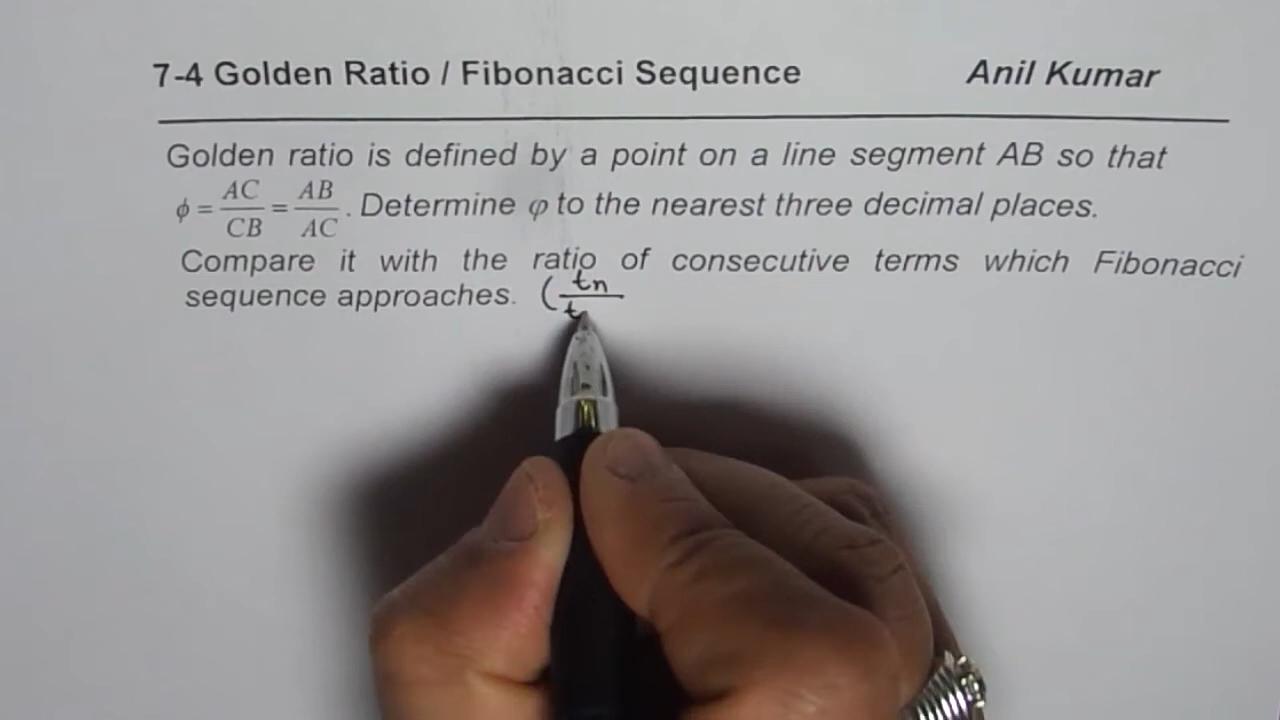 7-4 Golden Ratio / Fibonacci Sequence Anil Kumar
Golden ratio is defined by a point on a line segment AB so that
ϕ = AC/CB = AB/AC . Determine φ to the nearest three decimal places.
Compare it with the ratio of consecutive terms which Fibonacci
sequence approaches. (tn/t